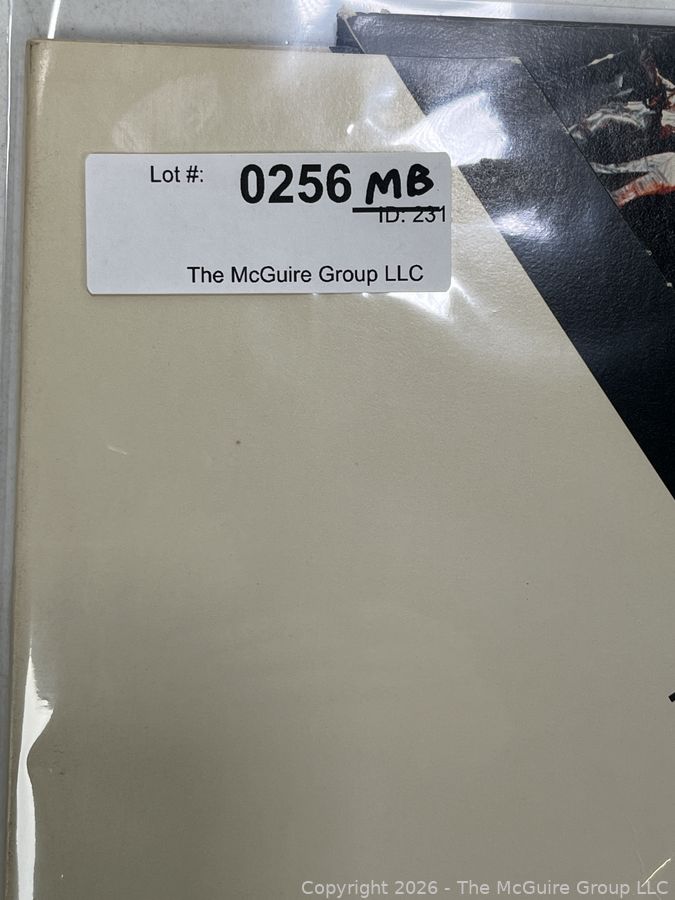 Lot #: 0256 MB
ID: 231
The McGuire Group LLC
Copyright 2026 - The McGuire Group LLC